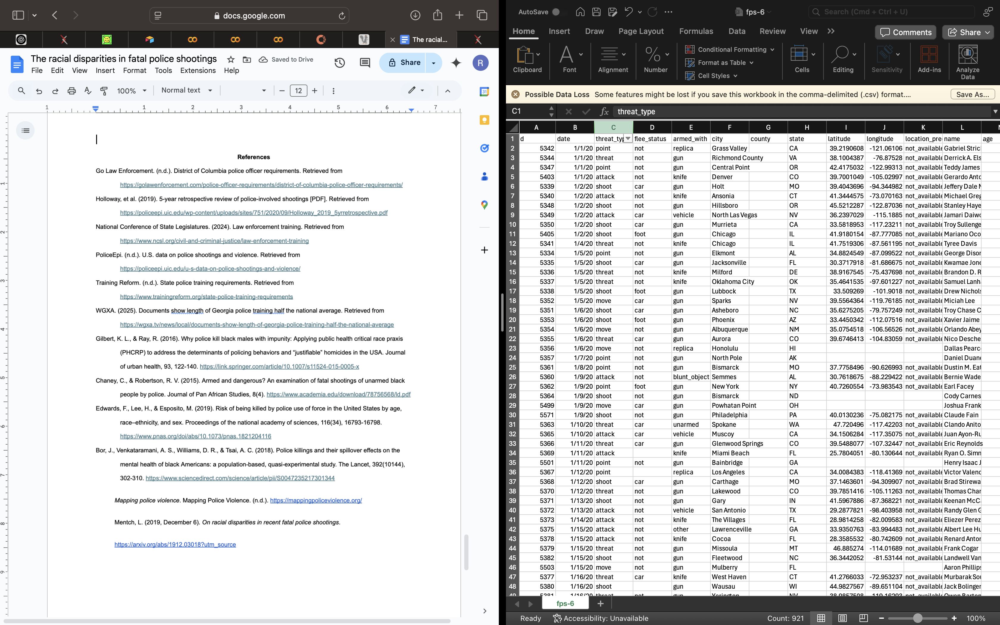 docs.google.com
The racial...
The racial disparities in fatal police shootings
Saved to Drive
Share
R
File Edit View Insert Format Tools Extensions Help
100% Normal text 12
1 1 2 3 4 5 6 7
31
References
Go Law Enforcement. (n.d.). District of Columbia police officer requirements. Retrieved from
https://golawenforcement.com/police-officer-requirements/district-of-columbia-police-officer-requirements/
Holloway, et al. (2019). 5-year retrospective review of police-involved shootings [PDF]. Retrieved from
https://policeepi.uic.edu/wp-content/uploads/sites/751/2020/09/Holloway_2019_5yrretrospective.pdf
National Conference of State Legislatures. (2024). Law enforcement training. Retrieved from
https://www.ncsl.org/civil-and-criminal-justice/law-enforcement-training
PoliceEpi. (n.d.). U.S. data on police shootings and violence. Retrieved from
https://policeepi.uic.edu/u-s-data-on-police-shootings-and-violence/
Training Reform. (n.d.). State police training requirements. Retrieved from
https://www.trainingreform.org/state-police-training-requirements
WGXA. (2025). Documents show length of Georgia police training half the national average. Retrieved from
https://wgxa.tv/news/local/documents-show-length-of-georgia-police-training-half-the-national-average
Gilbert, K. L., & Ray, R. (2016). Why police kill black males with impunity: Applying public health critical race praxis
(PHCRP) to address the determinants of policing behaviors and “justifiable” homicides in the USA. Journal
of urban health, 93, 122-140. https://link.springer.com/article/10.1007/s11524-015-0005-x
Chaney, C., & Robertson, R. V. (2015). Armed and dangerous? An examination of fatal shootings of unarmed black
people by police. Journal of Pan African Studies, 8(4). https://www.academia.edu/download/78756568/ld.pdf
Edwards, F., Lee, H., & Esposito, M. (2019). Risk of being killed by police use of force in the United States by age,
race–ethnicity, and sex. Proceedings of the national academy of sciences, 116(34), 16793-16798.
https://www.pnas.org/doi/abs/10.1073/pnas.1821204116
Bor, J., Venkataramani, A. S., Williams, D. R., & Tsai, A. C. (2018). Police killings and their spillover effects on the
mental health of black Americans: a population-based, quasi-experimental study. The Lancet, 392(10144),
302-310. https://www.sciencedirect.com/science/article/pii/S0047235217301344
Mapping police violence. Mapping Police Violence. (n.d.). https://mappingpoliceviolence.org/
Mentch, L. (2019, December 6). On racial disparities in recent fatal police shootings.
https://arxiv.org/abs/1912.03018?utm_source
1
2
3
4
5
6
7
8
9
AutoSave fps-6 Search (Cmd + Ctrl + U)
Home Insert Draw Page Layout Formulas Data Review View Comments Share
Clipboard Font Alignment Number Conditional Formatting Format as Table Cell Styles Cells Editing Sensitivity Add-ins Analyze Data
Possible Data Loss Some features might be lost if you save this workbook in the comma-delimited (.csv) format.... Save As...
C1 fx threat_type
A B C D E F G H I J K L
1 d date threat_typ flee_status armed_with city county state latitude longitude location_pre name age
2 5342 1/1/20 point not replica Grass Valley CA 39.2190608 -121.06106 not_available Gabriel Stric
3 5344 1/1/20 threat not gun Richmond County VA 38.1004387 -76.87528 not_available Derrick A. Els
4 5347 1/1/20 point not gun Central Point OR 42.4175032 -122.99313 not_available Teddy James
5 5403 1/1/20 attack not knife Denver CO 39.7001049 -105.02997 not_available Gerardo Antc
6 5339 1/2/20 shoot car gun Holt MO 39.4043696 -94.344982 not_available Jeffery Dale
7 5340 1/2/20 attack not knife Ansonia CT 41.3444575 -73.070163 not_available Michael Greg
8 5348 1/2/20 shoot not gun Hillsboro OR 45.5212287 -122.87036 not_available Stanley Haye
9 5349 1/2/20 attack car vehicle North Las Vegas NV 36.2397029 -115.1885 not_available Jamari Daiwo
10 5350 1/2/20 shoot car gun Murrieta CA 33.5818953 -117.23211 not_available Troy Sullenge
11 5405 1/2/20 shoot foot gun Chicago IL 41.9180154 -87.777085 not_available Mariano Oco
12 5341 1/4/20 threat not knife Chicago IL 41.7519306 -87.561195 not_available Tyree Davis
13 5334 1/5/20 point not gun Elkmont AL 34.8824549 -87.099522 not_available George Disor
14 5335 1/5/20 shoot car gun Jacksonville FL 30.3717918 -81.686675 not_available Kwamae Jone
15 5336 1/5/20 threat not knife Milford DE 38.9167545 -75.437698 not_available Brandon D. R
16 5337 1/5/20 threat not knife Oklahoma City OK 35.4641535 -97.601227 not_available Samuel Lanh
17 5338 1/5/20 shoot foot gun Lubbock TX 33.509269 -101.9018 not_available Drew Nichols
18 5352 1/5/20 move car gun Sparks NV 39.5564364 -119.76185 not_available Miciah Lee
19 5351 1/6/20 shoot car gun Asheboro NC 35.6275205 -79.757249 not_available Troy Chase C
20 5353 1/6/20 shoot foot gun Phoenix AZ 33.4450342 -112.07516 not_available Xavier Jaime
21 5354 1/6/20 move not gun Albuquerque NM 35.0754518 -106.56526 not_available Orlando Abey
22 5355 1/6/20 threat car gun Aurora CO 39.6746413 -104.83059 not_available Nico Desche
23 5356 1/6/20 move not replica Honolulu HI Dallas Pearc
24 5357 1/7/20 point not gun North Pole AK Daniel Duane
25 5361 1/8/20 point not gun Bismarck MO 37.7758496 -90.626993 not_available Dustin M. Eat
26 5360 1/9/20 attack not blunt_object Semmes AL 30.7618675 -88.229422 not_available Bernie Wade
27 5362 1/9/20 point foot gun New York NY 40.7260554 -73.983543 not_available Earl Facey
28 5364 1/9/20 shoot not gun Bismarck ND Cody Carnes
29 5499 1/9/20 move car gun Powhatan Point OH Joshua Frank
30 5571 1/9/20 shoot not gun Philadelphia PA 40.0130236 -75.082175 not_available Claude Fain
31 5363 1/10/20 threat car unarmed Spokane WA 47.720496 -117.42203 not_available Clando Anito
32 5365 1/10/20 attack car vehicle Muscoy CA 34.1506284 -117.35075 not_available Juan Ayon-Ru
33 5366 1/11/20 threat car gun Glenwood Springs CO 39.5488077 -107.32447 not_available Eric Reynolds
34 5369 1/11/20 attack knife Miami Beach FL 25.7804051 -80.130644 not_available Ryan O. Simn
35 5501 1/11/20 point not gun Bainbridge GA Henry Isaac J
36 5367 1/12/20 point replica Los Angeles CA 34.0084383 -118.41369 not_available Victor Valenc
37 5368 1/12/20 shoot car gun Carthage MO 37.1463601 -94.309907 not_available Brad Stirewa
38 5370 1/12/20 threat not gun Lakewood CO 39.7851416 -105.11263 not_available Thomas Char
39 5371 1/13/20 shoot not gun Gary IN 41.5967886 -87.368221 not_available Keenan McC
40 5372 1/13/20 attack not vehicle San Antonio TX 29.2877821 -98.403958 not_available Randy Glen G
41 5373 1/14/20 attack not knife The Villages FL 28.9814258 -82.009583 not_available Eliezer Perez
42 5375 1/15/20 attack not other Lawrenceville GA 33.9350763 -83.994483 not_available Albert Lee Hu
43 5378 1/15/20 attack not knife Cocoa FL 28.3585532 -80.742609 not_available Renard Antor
44 5379 1/15/20 threat not gun Missoula MT 46.885274 -114.01689 not_available Frank Cogar
45 5382 1/15/20 shoot not gun Fleetwood NC 36.3442052 -81.53144 not_available Landwell Van
46 5503 1/15/20 move not gun Mulberry FL Aaron Phillips
47 5377 1/16/20 threat car knife West Haven CT 41.2766033 -72.953237 not_available Murbarak Sou
48 5380 1/16/20 shoot gun Wausau WI 44.9827567 -89.651104 not_available Jack Bolinger
fps-6
Ready Accessibility: Unavailable Count: 921 100%